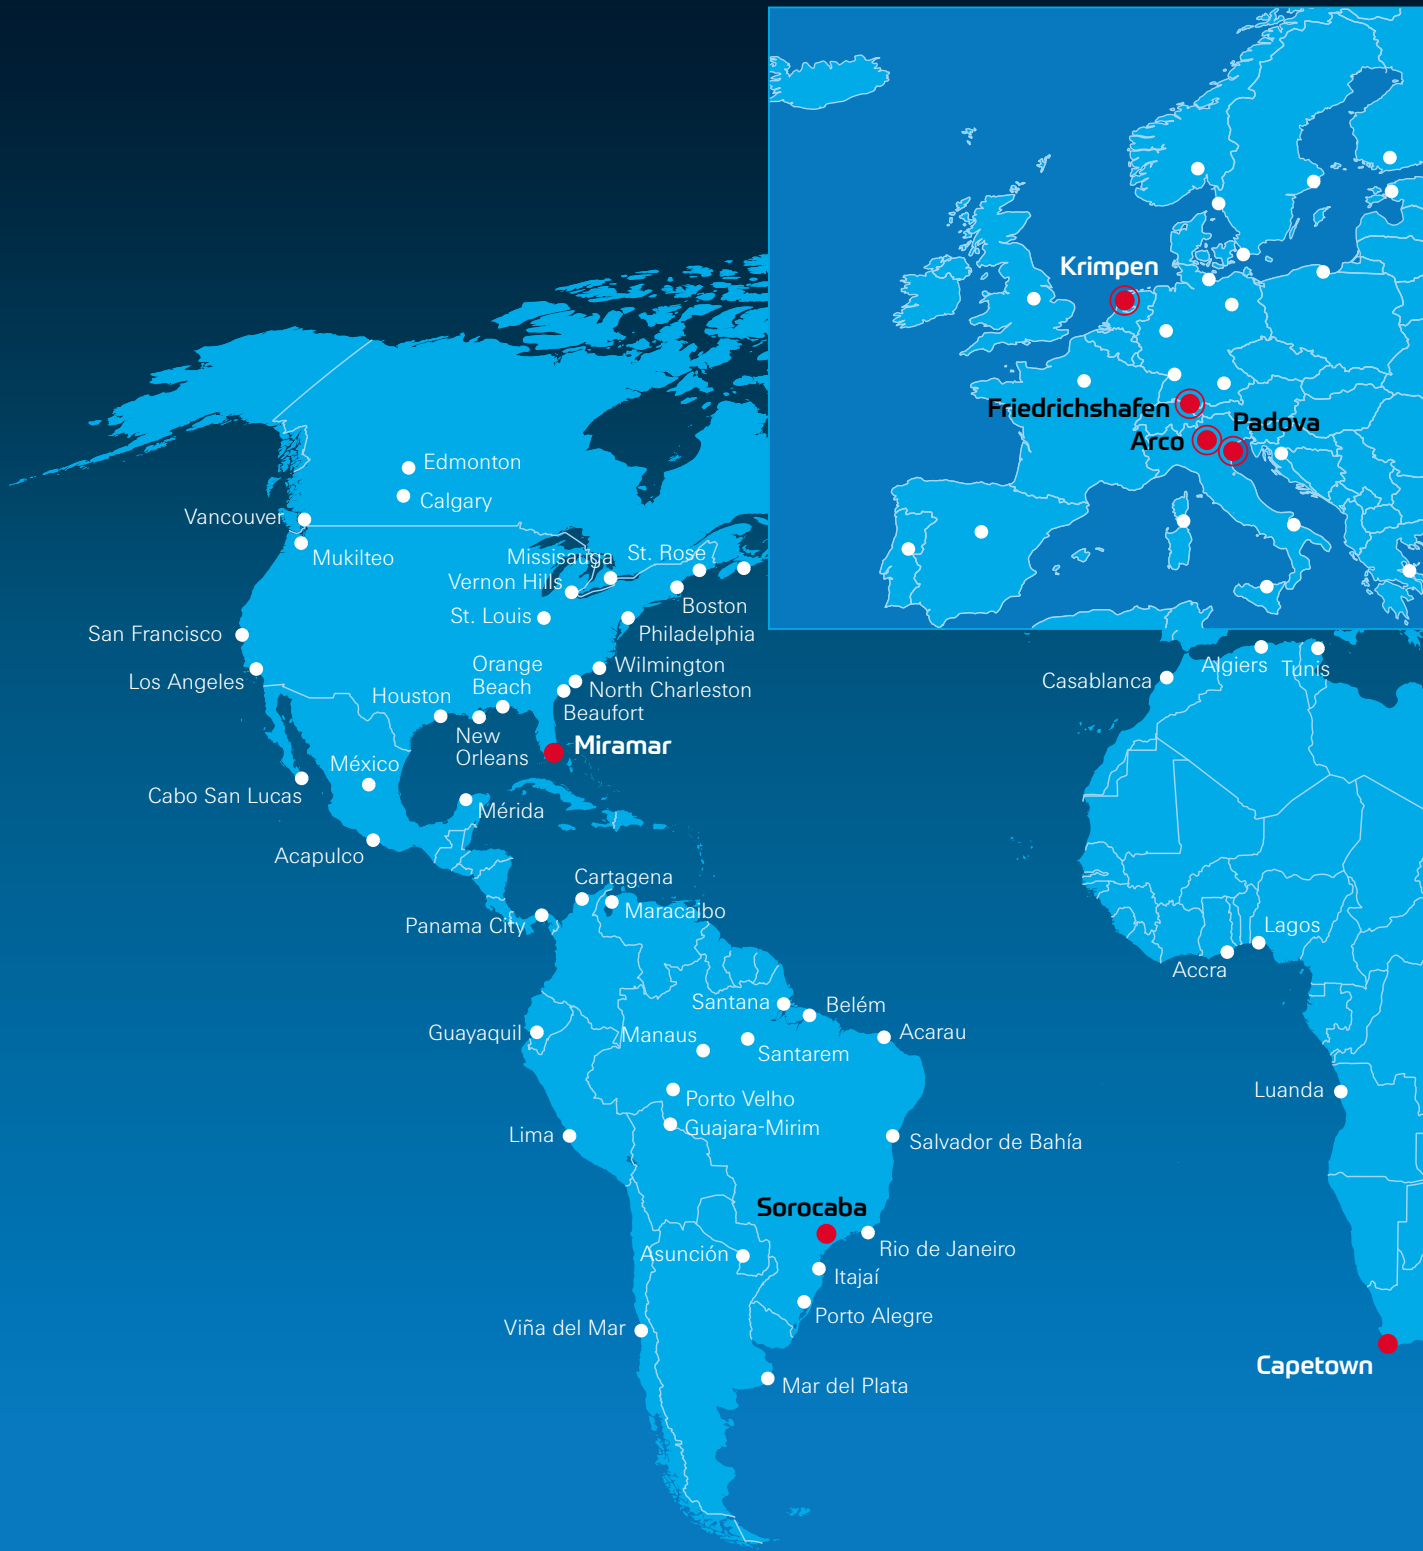 Krimpen
Friedrichshafen
Padova
Arco
Edmonton
Calgary
Vancouver
Mukilteo
Missisauga
St. Rose
Vernon Hills
Boston
St. Louis
Philadelphia
San Francisco
Orange
Beach
Wilmington
Los Angeles
North Charleston
Houston
Beaufort
New
Orleans
Miramar
México
Cabo San Lucas
Mérida
Acapulco
Algiers
Tunis
Casablanca
Cartagena
Maracaibo
Panama City
Lagos
Accra
Santana
Belém
Guayaquil
Manaus
Santarem
Acarau
Porto Velho
Luanda
Guajara-Mirim
Lima
Salvador de Bahía
Sorocaba
Asunción
Rio de Janeiro
Itajaí
Porto Alegre
Viña del Mar
Capetown
Mar del Plata